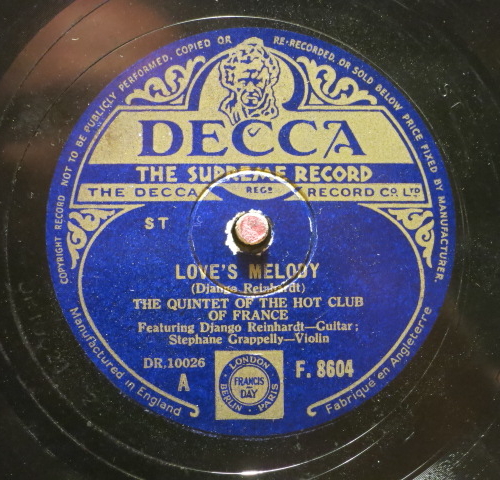 COPYRIGHT RECORD NOT TO BE PUBLICLY PERFORMED, COPIED OR RE-RECORDED, OR SOLD BELOW PRICE FIXED BY MANUFACTURER.
DECCA
THE SUPREME RECORD
THE DECCA REGD RECORD CO. LTD
ST
LOVE'S MELODY
(Django Reinhardt)
THE QUINTET OF THE HOT CLUB
OF FRANCE
Featuring Django Reinhardt—Guitar;
Stephane Grappelly—Violin
DR.10026
A
LONDON
FRANCIS
DAY
BERLIN PARIS
F. 8604
Manufactured in England
Fabriqué en Angleterre